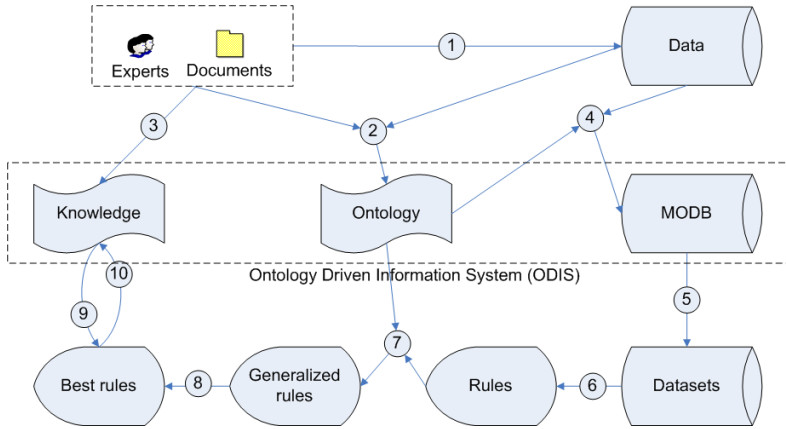 1
Data
Experts
Documents
3
2
4
Knowledge
Ontology
MODB
10
Ontology Driven Information System (ODIS)
9
5
7
Best rules
8
Generalized
rules
Rules
6
Datasets